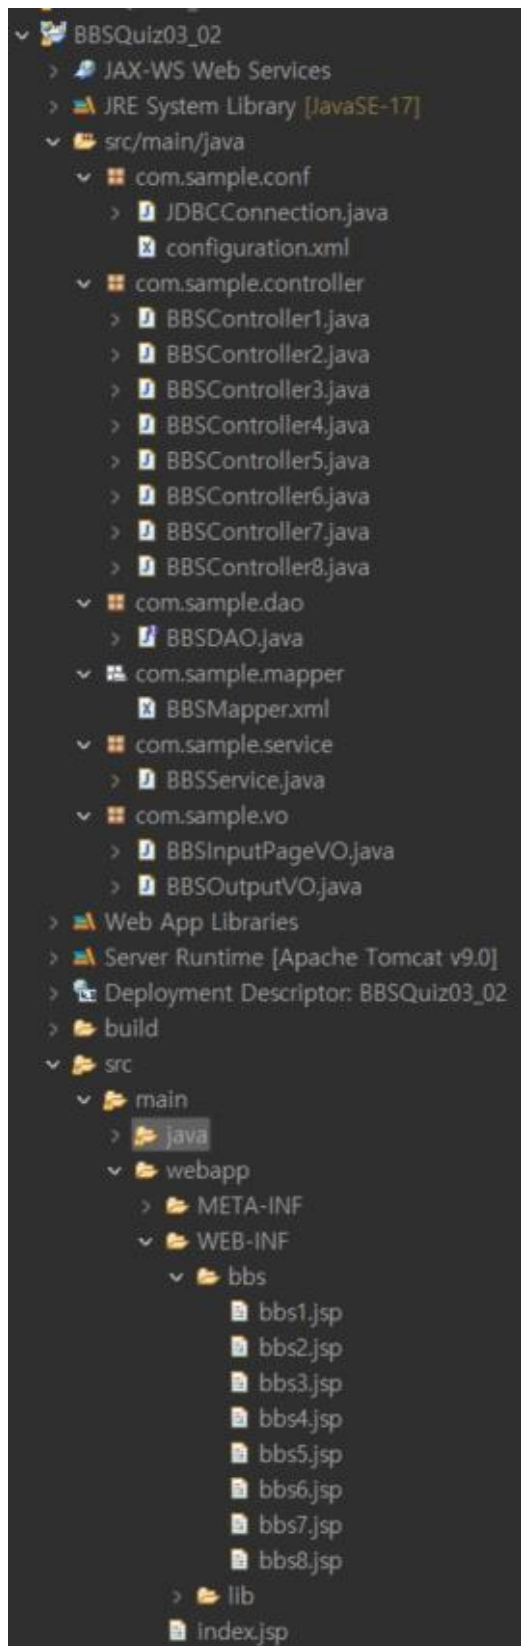 BBSQuiz03_02
JAX-WS Web Services
JRE System Library [JavaSE-17]
src/main/java
com.sample.conf
JDBCConnection.java
configuration.xml
com.sample.controller
BBSController1.java
BBSController2.java
BBSController3.java
BBSController4.java
BBSController5.java
BBSController6.java
BBSController7.java
BBSController8.java
com.sample.dao
BBSDAO.java
com.sample.mapper
BBSMapper.xml
com.sample.service
BBSService.java
com.sample.vo
BBSInputPageVO.java
BBSOutputVO.java
Web App Libraries
Server Runtime [Apache Tomcat v9.0]
Deployment Descriptor: BBSQuiz03_02
build
src
main
java
webapp
META-INF
WEB-INF
bbs
bbs1.jsp
bbs2.jsp
bbs3.jsp
bbs4.jsp
bbs5.jsp
bbs6.jsp
bbs7.jsp
bbs8.jsp
lib
index.jsp